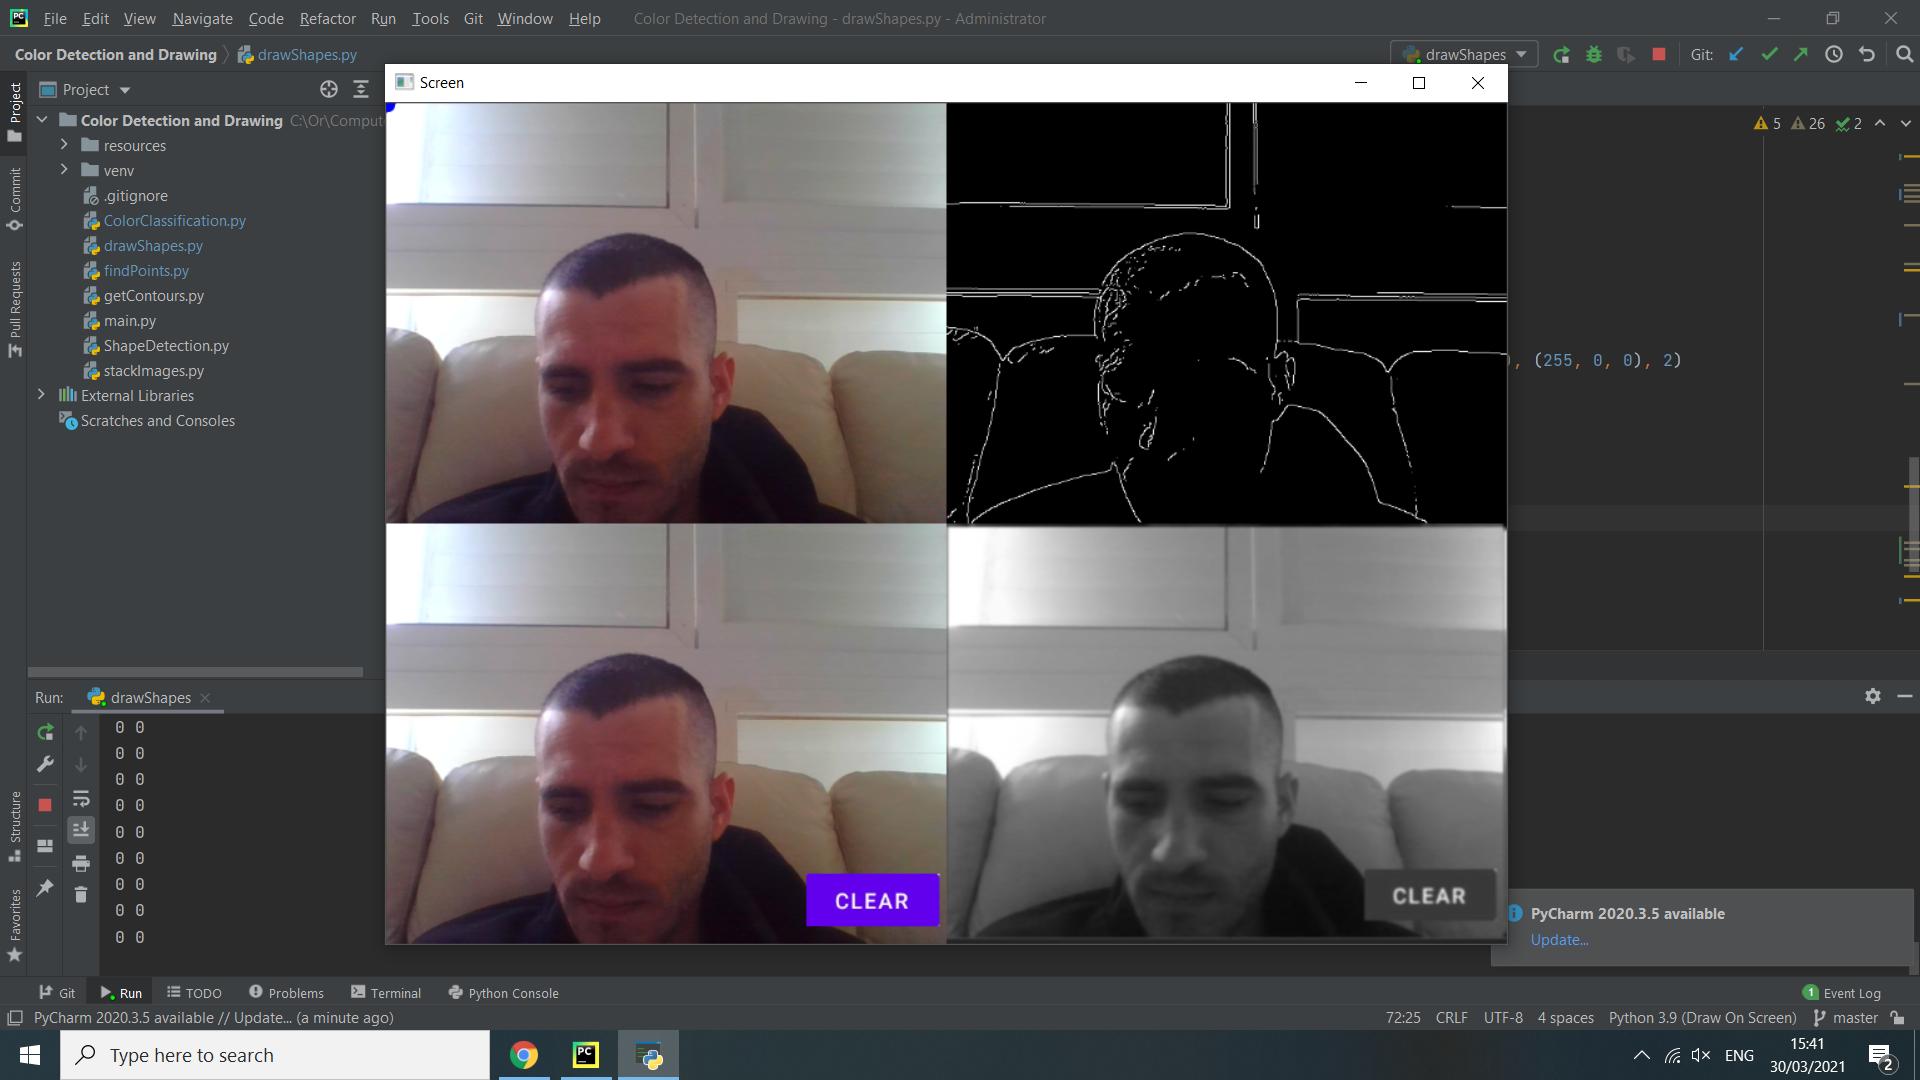 PC File Edit View Navigate Code Refactor Run Tools Git Window Help Color Detection and Drawing - drawShapes.py - Administrator
Color Detection and Drawing drawShapes.py drawShapes Git:
Project
Screen
Project
Commit
Pull Requests
Color Detection and Drawing C:\Or\Comput
resources
venv
.gitignore
ColorClassification.py
drawShapes.py
findPoints.py
getContours.py
main.py
ShapeDetection.py
stackImages.py
External Libraries
Scratches and Consoles
5 26 2
, (255, 0, 0), 2)
CLEAR
CLEAR
Run: drawShapes
0 0
0 0
0 0
0 0
0 0
0 0
0 0
0 0
0 0
Structure
Favorites
PyCharm 2020.3.5 available
Update...
Git Run TODO Problems Terminal Python Console 1 Event Log
PyCharm 2020.3.5 available // Update... (a minute ago) 72:25 CRLF UTF-8 4 spaces Python 3.9 (Draw On Screen) master
Type here to search PC ENG 15:41
30/03/2021 2